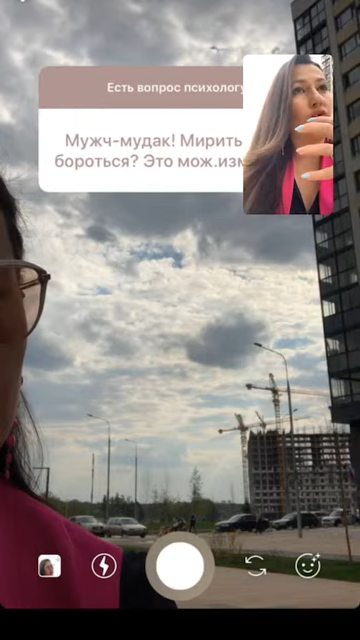 Есть вопрос психологу
Мужч-мудак! Мирить
бороться? Это мож.изм